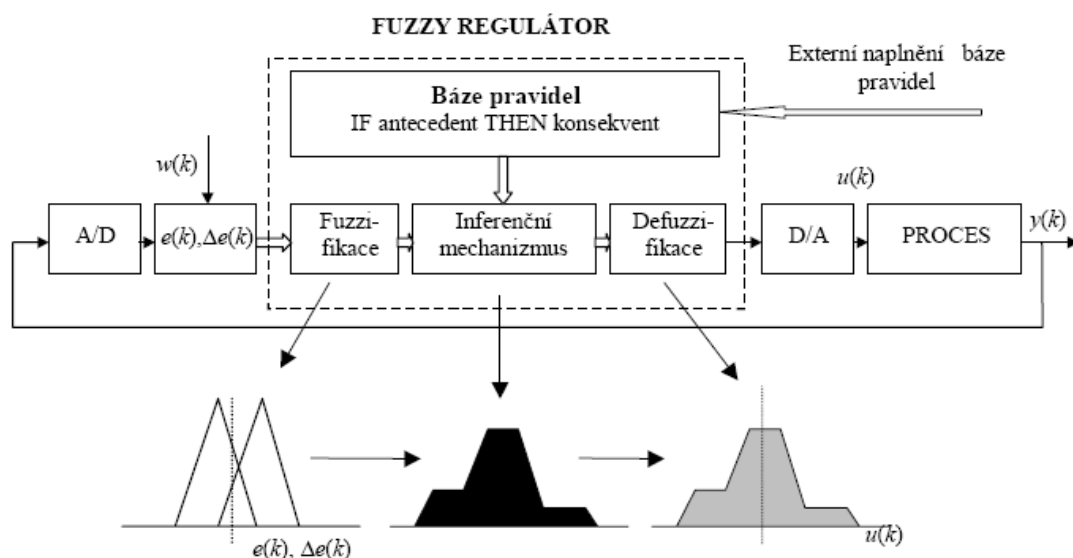 FUZZY REGULÁTOR
Externí naplnění báze
pravidel
Báze pravidel
IF antecedent THEN konsekvent
w(k)
u(k)
A/D
e(k),Δe(k)
Fuzzi-
fikace
Inferenční
mechanizmus
Defuzzi-
fikace
D/A
PROCES
y(k)
e(k), Δe(k)
u(k)